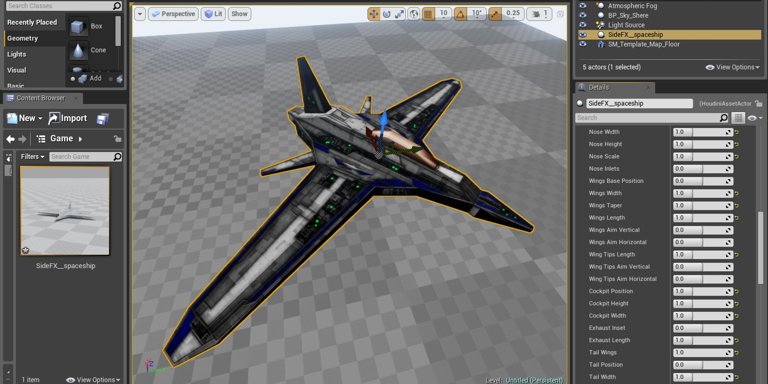 Search Classes
Recently Placed
Geometry
Lights
Visual
Basic
Box
Cone
Add
Content Browser
New
Import
Game
Filters
Search Game
SideFX__spaceship
1 item
View Options
Perspective
Lit
Show
10
10°
0.25
1
Level: Untitled (Persistent)
Atmospheric Fog
BP_Sky_Shere
Light Source
SideFX__spaceship
SM_Template_Map_Floor
5 actors (1 selected)
View Options
Details
SideFX__spaceship
(HoudiniAssetActor
Search
Nose Width 1.0
Nose Height 1.0
Nose Scale 1.0
Nose Inlets 0.0
Wings Base Position 0.0
Wings Width 1.0
Wings Taper 1.0
Wings Length 1.0
Wings Aim Vertical 0.0
Wings Aim Horizontal 0.0
Wing Tips Length 1.0
Wing Tips Aim Vertical 0.0
Wing Tips Aim Horizontal 0.0
Cockpit Position 1.0
Cockpit Height 1.0
Cockpit Width 1.0
Exhaust Inset 0.0
Exhaust Length 1.0
Tail Wings 1.0
Tail Position 0.0
Tail Width 1.0